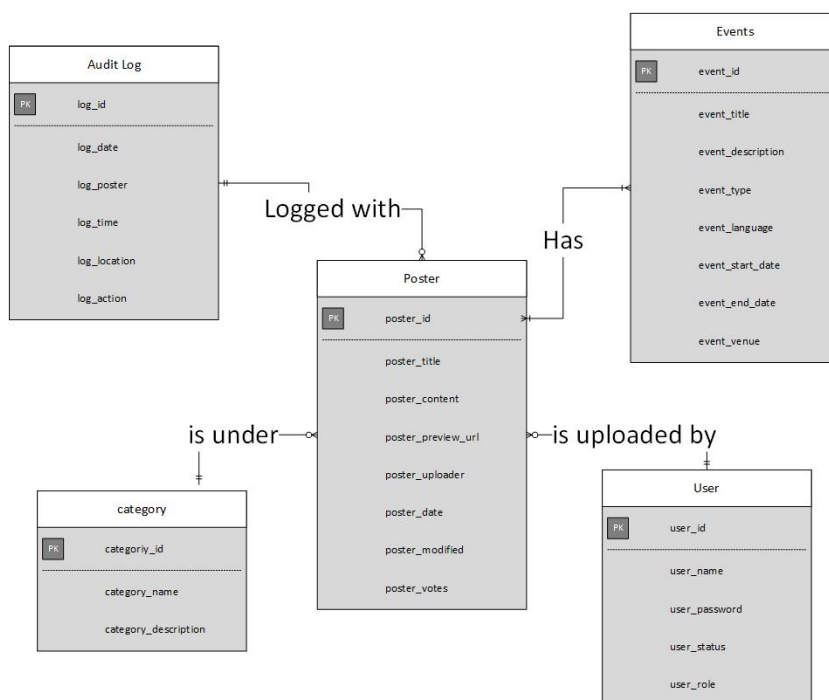 Audit Log
PK log_id
log_date
log_poster
log_time
log_location
log_action
Events
PK event_id
event_title
event_description
event_type
event_language
event_start_date
event_end_date
event_venue
Logged with
Has
Poster
PK poster_id
poster_title
poster_content
poster_preview_url
poster_uploader
poster_date
poster_modified
poster_votes
is under
is uploaded by
category
PK categoriy_id
category_name
category_description
User
PK user_id
user_name
user_password
user_status
user_role